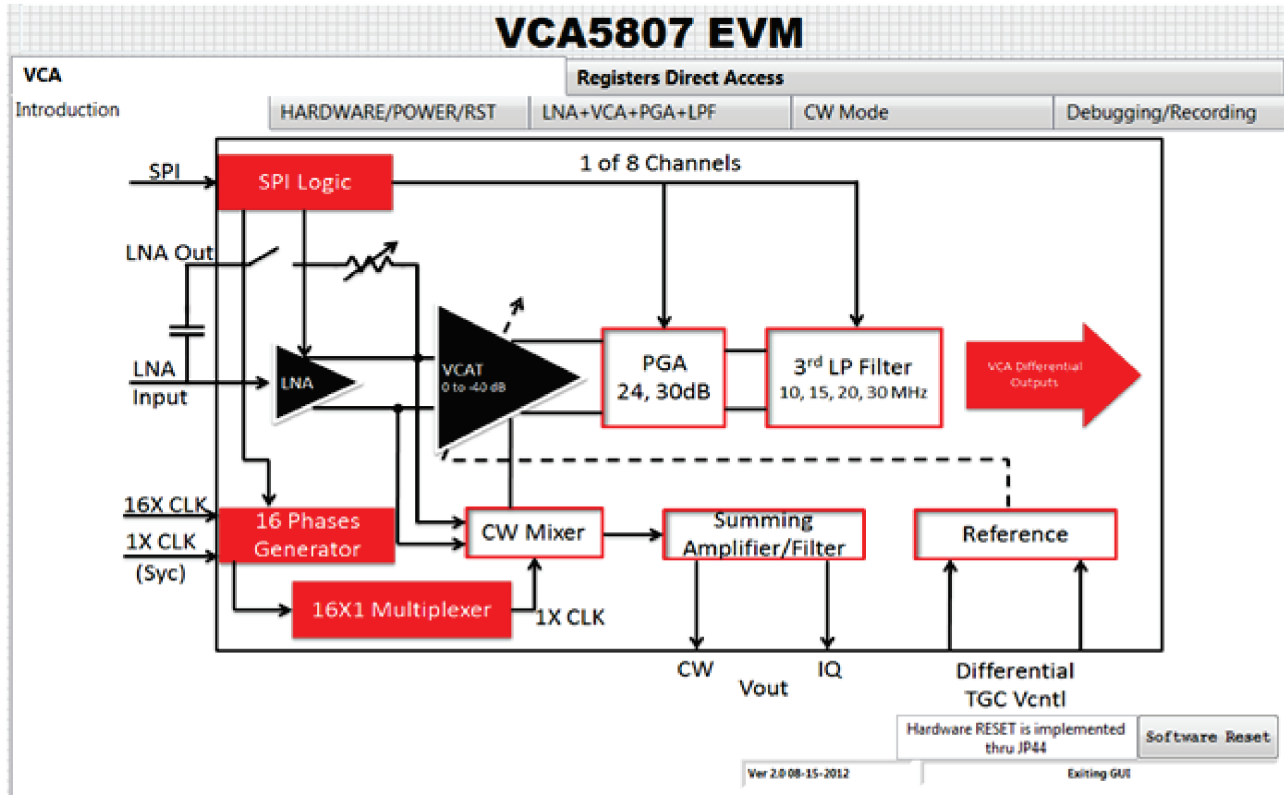 VCA5807 EVM
VCA
Registers Direct Access
Introduction
HARDWARE/POWER/RST
LNA+VCA+PGA+LPF
CW Mode
Debugging/Recording
SPI
SPI Logic
1 of 8 Channels
LNA Out
LNA
Input
LNA
VCAT
0 to -40 dB
PGA
24, 30dB
3rd LP Filter
10, 15, 20, 30 MHz
VCA Differential
Outputs
16X CLK
1X CLK
(Syc)
16 Phases
Generator
CW Mixer
Summing
Amplifier/Filter
Reference
16X1 Multiplexer
1X CLK
CW
IQ
Vout
Differential
TGC Vcntl
Hardware RESET is implemented
thru JP44
Software Reset
Ver 2.0 08-15-2012
Exiting GUI